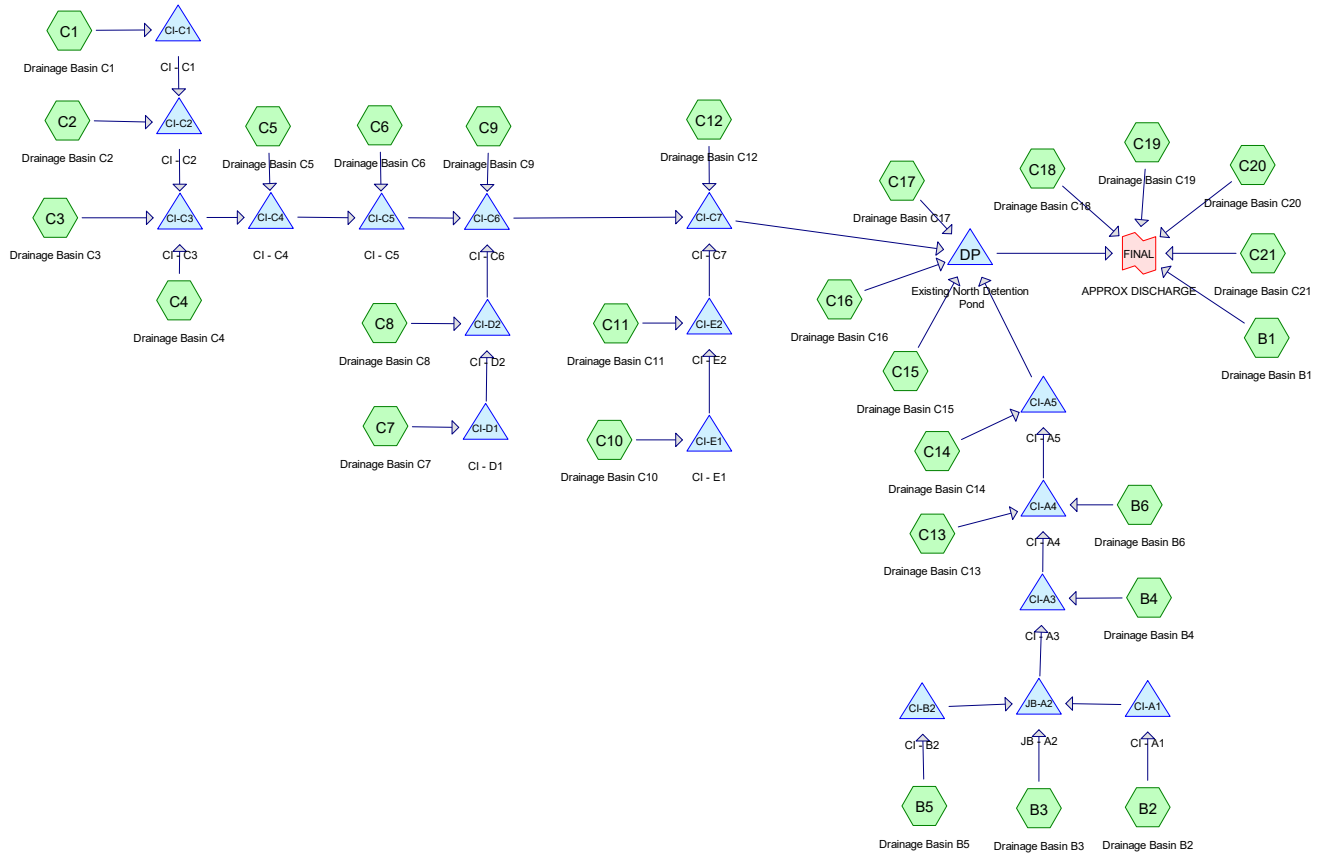 C1
Drainage Basin C1
CI-C1
CI - C1
C2
Drainage Basin C2
CI-C2
CI - C2
C3
Drainage Basin C3
CI-C3
CI - C3
C4
Drainage Basin C4
C5
Drainage Basin C5
CI-C4
CI - C4
C6
Drainage Basin C6
CI-C5
CI - C5
C9
Drainage Basin C9
CI-C6
CI - C6
C8
Drainage Basin C8
CI-D2
CI - D2
C7
Drainage Basin C7
CI-D1
CI - D1
C12
Drainage Basin C12
CI-C7
CI - C7
C11
Drainage Basin C11
CI-E2
CI - E2
C10
Drainage Basin C10
CI-E1
CI - E1
C17
Drainage Basin C17
DP
Existing North Detention
Pond
C16
Drainage Basin C16
C15
Drainage Basin C15
C18
Drainage Basin C18
C19
Drainage Basin C19
C20
Drainage Basin C20
FINAL
APPROX DISCHARGE
C21
Drainage Basin C21
B1
Drainage Basin B1
CI-A5
CI - A5
C14
Drainage Basin C14
CI-A4
CI - A4
C13
Drainage Basin C13
B6
Drainage Basin B6
CI-A3
CI - A3
B4
Drainage Basin B4
CI-B2
CI - B2
JB-A2
JB - A2
CI-A1
CI - A1
B5
Drainage Basin B5
B3
Drainage Basin B3
B2
Drainage Basin B2